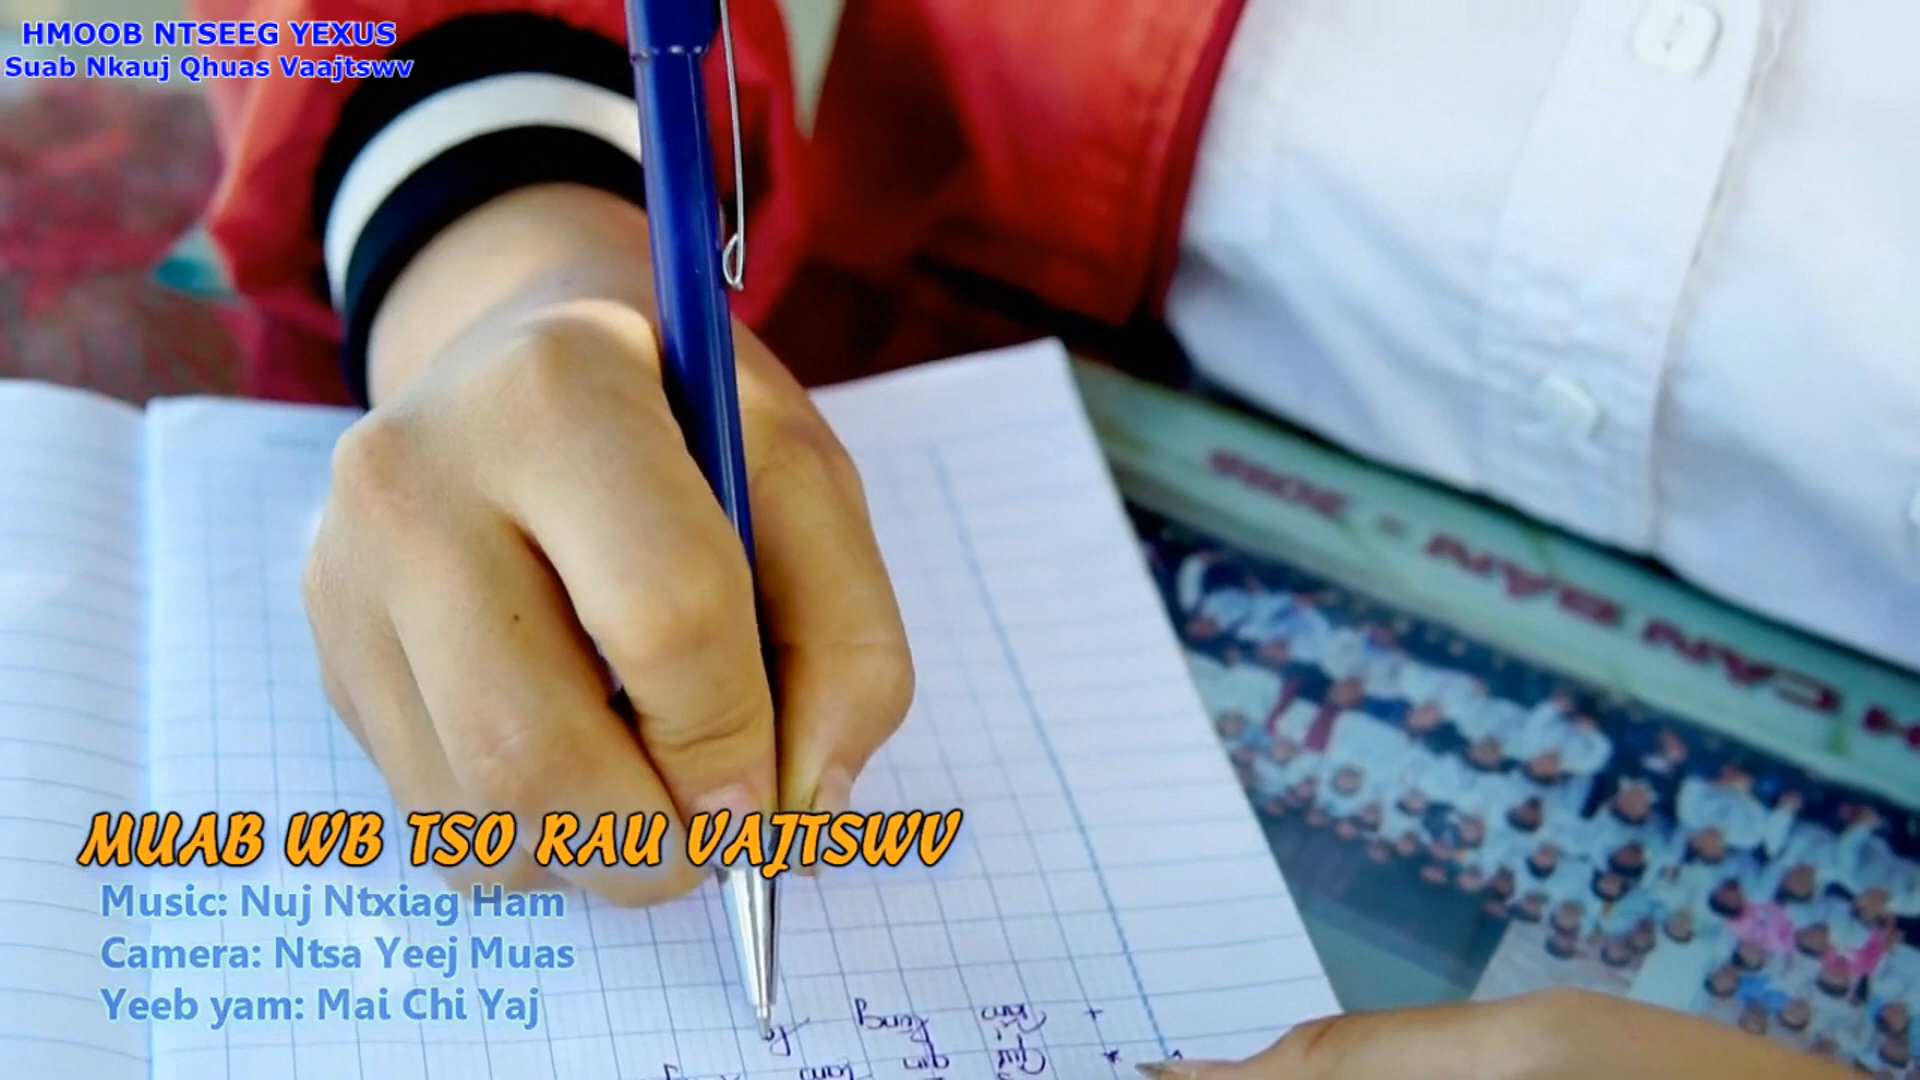 HMOOB NTSEEG YEXUS
Suab Nkauj Qhuas Vaajtswv
MUAB WB TSO RAU VAJTSWV
Music: Nuj Ntxiag Ham
Camera: Ntsa Yeej Muas
Yeeb yam: Mai Chi Yaj